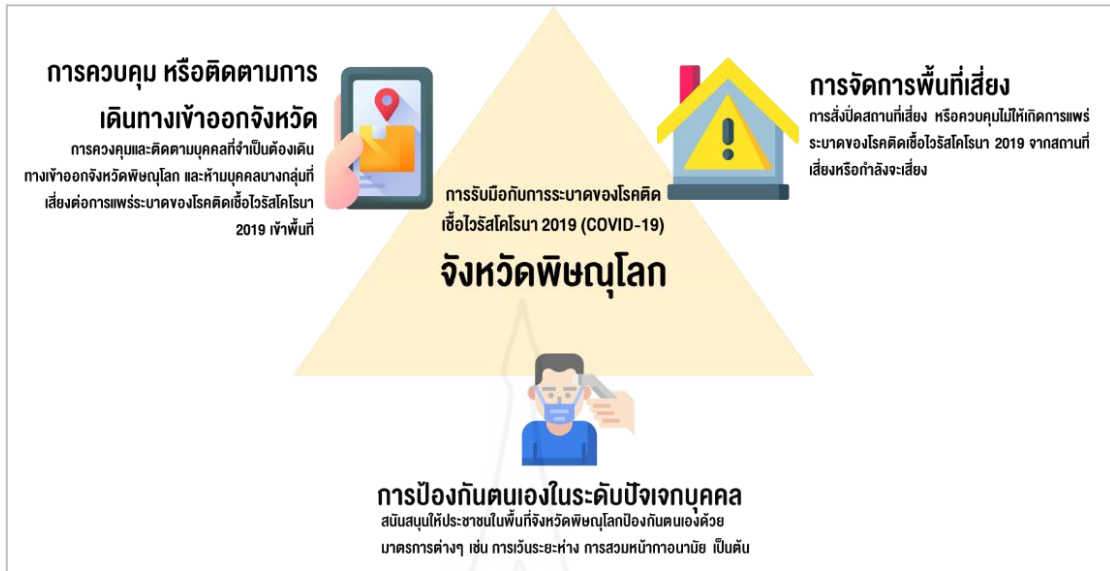 การควบคุม หรือติดตามการ
เดินทางเข้าออกจังหวัด
การควงคุมและติดตามบุคคลที่จำเป็นต้องเดิน
ทางเข้าออกจังหวัดพิษณุโลก และห้ามบุคคลบางกลุ่มที่
เสี่ยงต่อการแพร่ระบาดของโรคติดเชื้อไวรัสโคโรนา
2019 เข้าพื้นที่
การจัดการพื้นที่เสี่ยง
การสั่งปิดสถานที่เสี่ยง หรือควบคุมไม่ให้เกิดการแพร่
ระบาดของโรคติดเชื้อไวรัสโคโรนา 2019 จากสถานที่
เสี่ยงหรือกำลังจะเสี่ยง
การรับมือกับการระบาดของโรคติด
เชื้อไวรัสโคโรนา 2019 (COVID-19)
จังหวัดพิษณุโลก
การป้องกันตนเองในระดับปัจเจกบุคคล
สนันสนุนให้ประชาชนในพื้นที่จังหวัดพิษณุโลกป้องกันตนเองด้วย
มาตรการต่างๆ เช่น การเว้นระยะห่าง การสวมหน้ากาอนามัย เป็นต้น